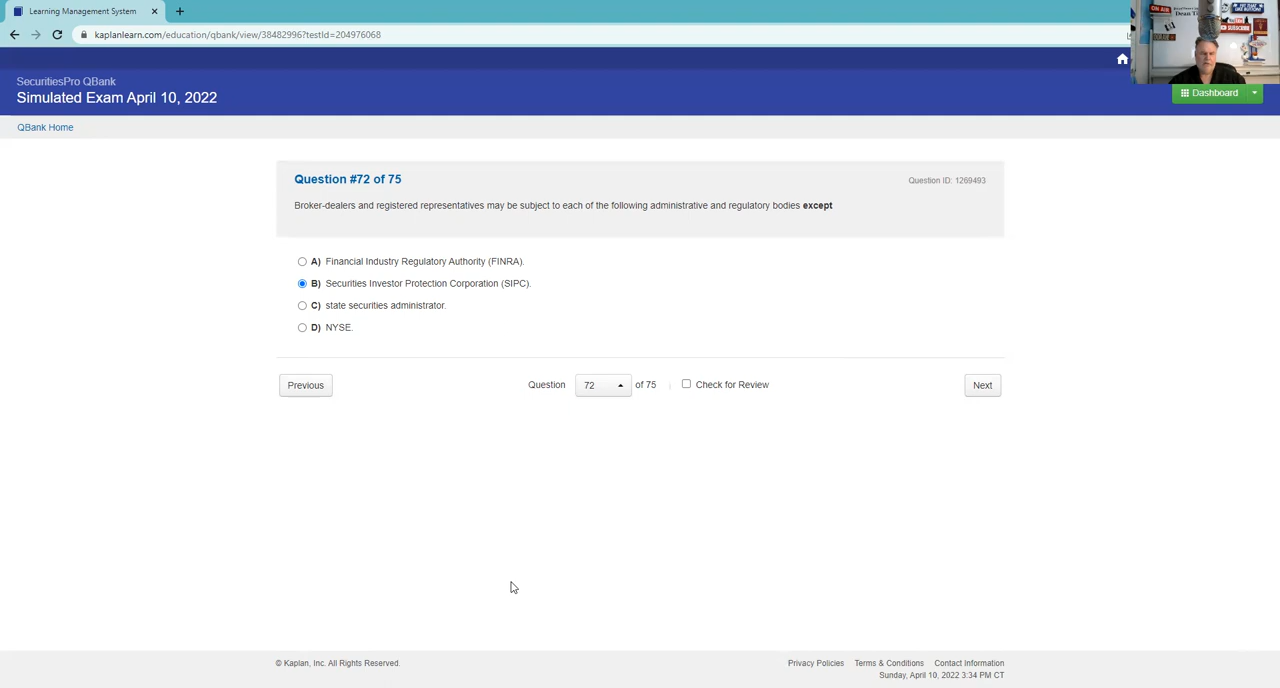 Learning Management System
kaplanlearn.com/education/qbank/view/38482996?testId=204976068
SecuritiesPro QBank
Simulated Exam April 10, 2022
Dashboard
QBank Home
Question #72 of 75
Question ID: 1269493
Broker-dealers and registered representatives may be subject to each of the following administrative and regulatory bodies except
A) Financial Industry Regulatory Authority (FINRA).
B) Securities Investor Protection Corporation (SIPC).
C) state securities administrator.
D) NYSE.
Previous
Question 72 of 75
Check for Review
Next
© Kaplan, Inc. All Rights Reserved.
Privacy Policies Terms & Conditions Contact Information
Sunday, April 10, 2022 3:34 PM CT
ON AIR